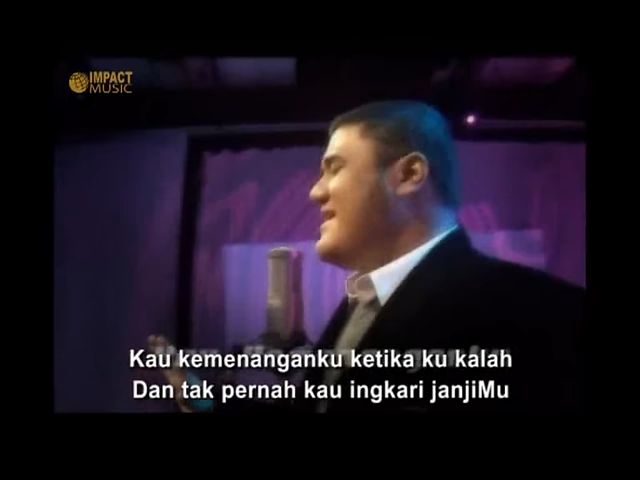 IMPACT
MUSIC
Kau kemenanganku ketika ku kalah
Dan tak pernah kau ingkari janjiMu